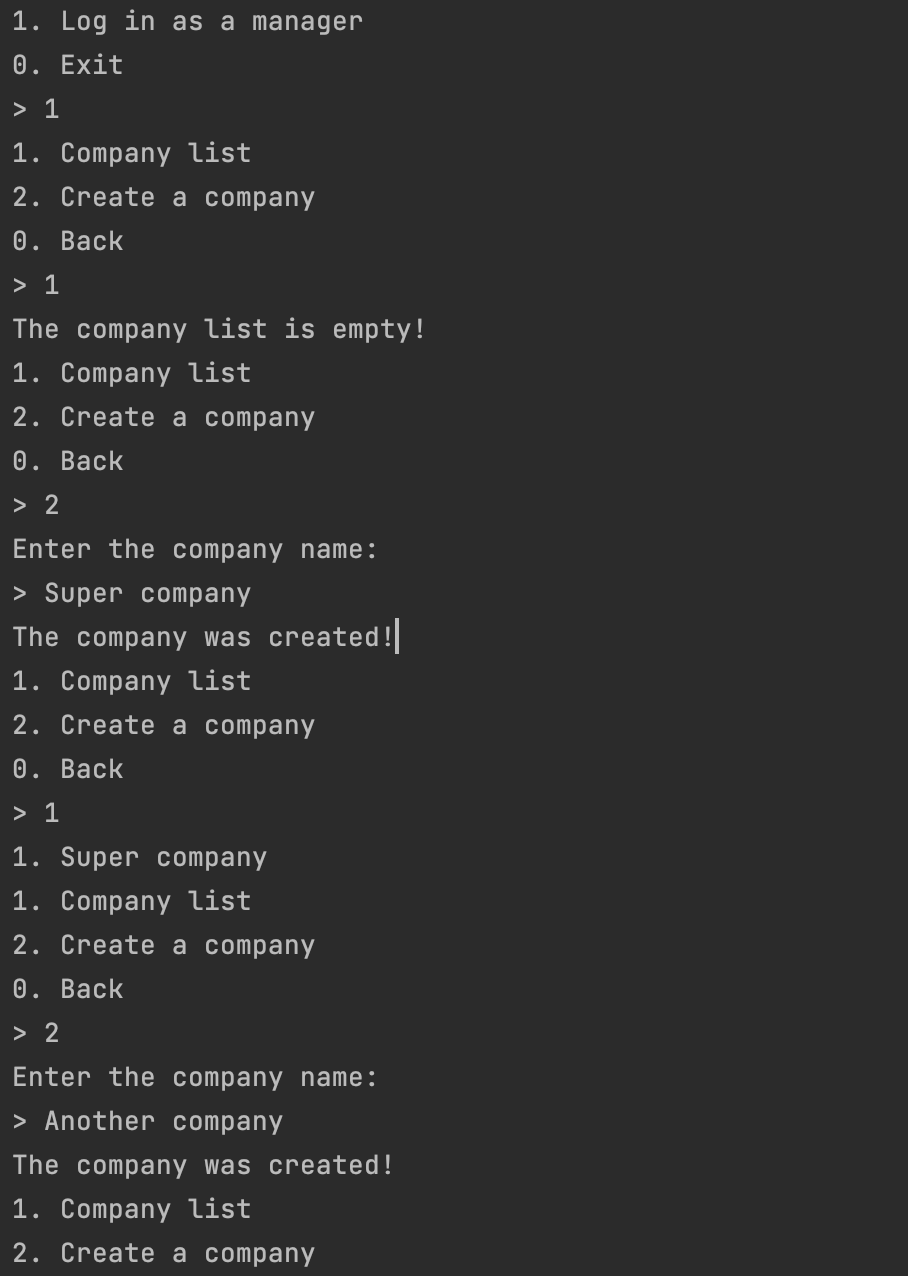 1. Log in as a manager
0. Exit
> 1
1. Company list
2. Create a company
0. Back
> 1
The company list is empty!
1. Company list
2. Create a company
0. Back
> 2
Enter the company name:
> Super company
The company was created!
1. Company list
2. Create a company
0. Back
> 1
1. Super company
1. Company list
2. Create a company
0. Back
> 2
Enter the company name:
> Another company
The company was created!
1. Company list
2. Create a company